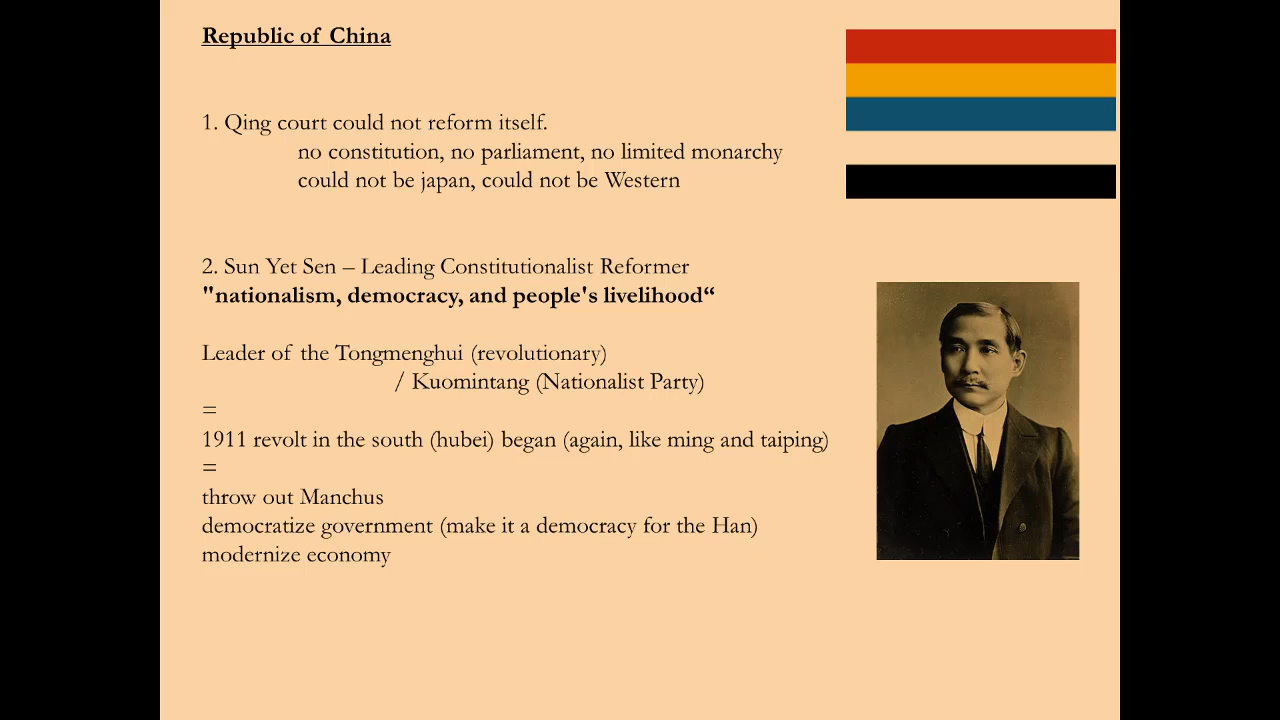 Republic of China
1. Qing court could not reform itself.
no constitution, no parliament, no limited monarchy
could not be japan, could not be Western
2. Sun Yet Sen – Leading Constitutionalist Reformer
"nationalism, democracy, and people's livelihood“
Leader of the Tongmenghui (revolutionary)
/ Kuomintang (Nationalist Party)
=
1911 revolt in the south (hubei) began (again, like ming and taiping)
=
throw out Manchus
democratize government (make it a democracy for the Han)
modernize economy